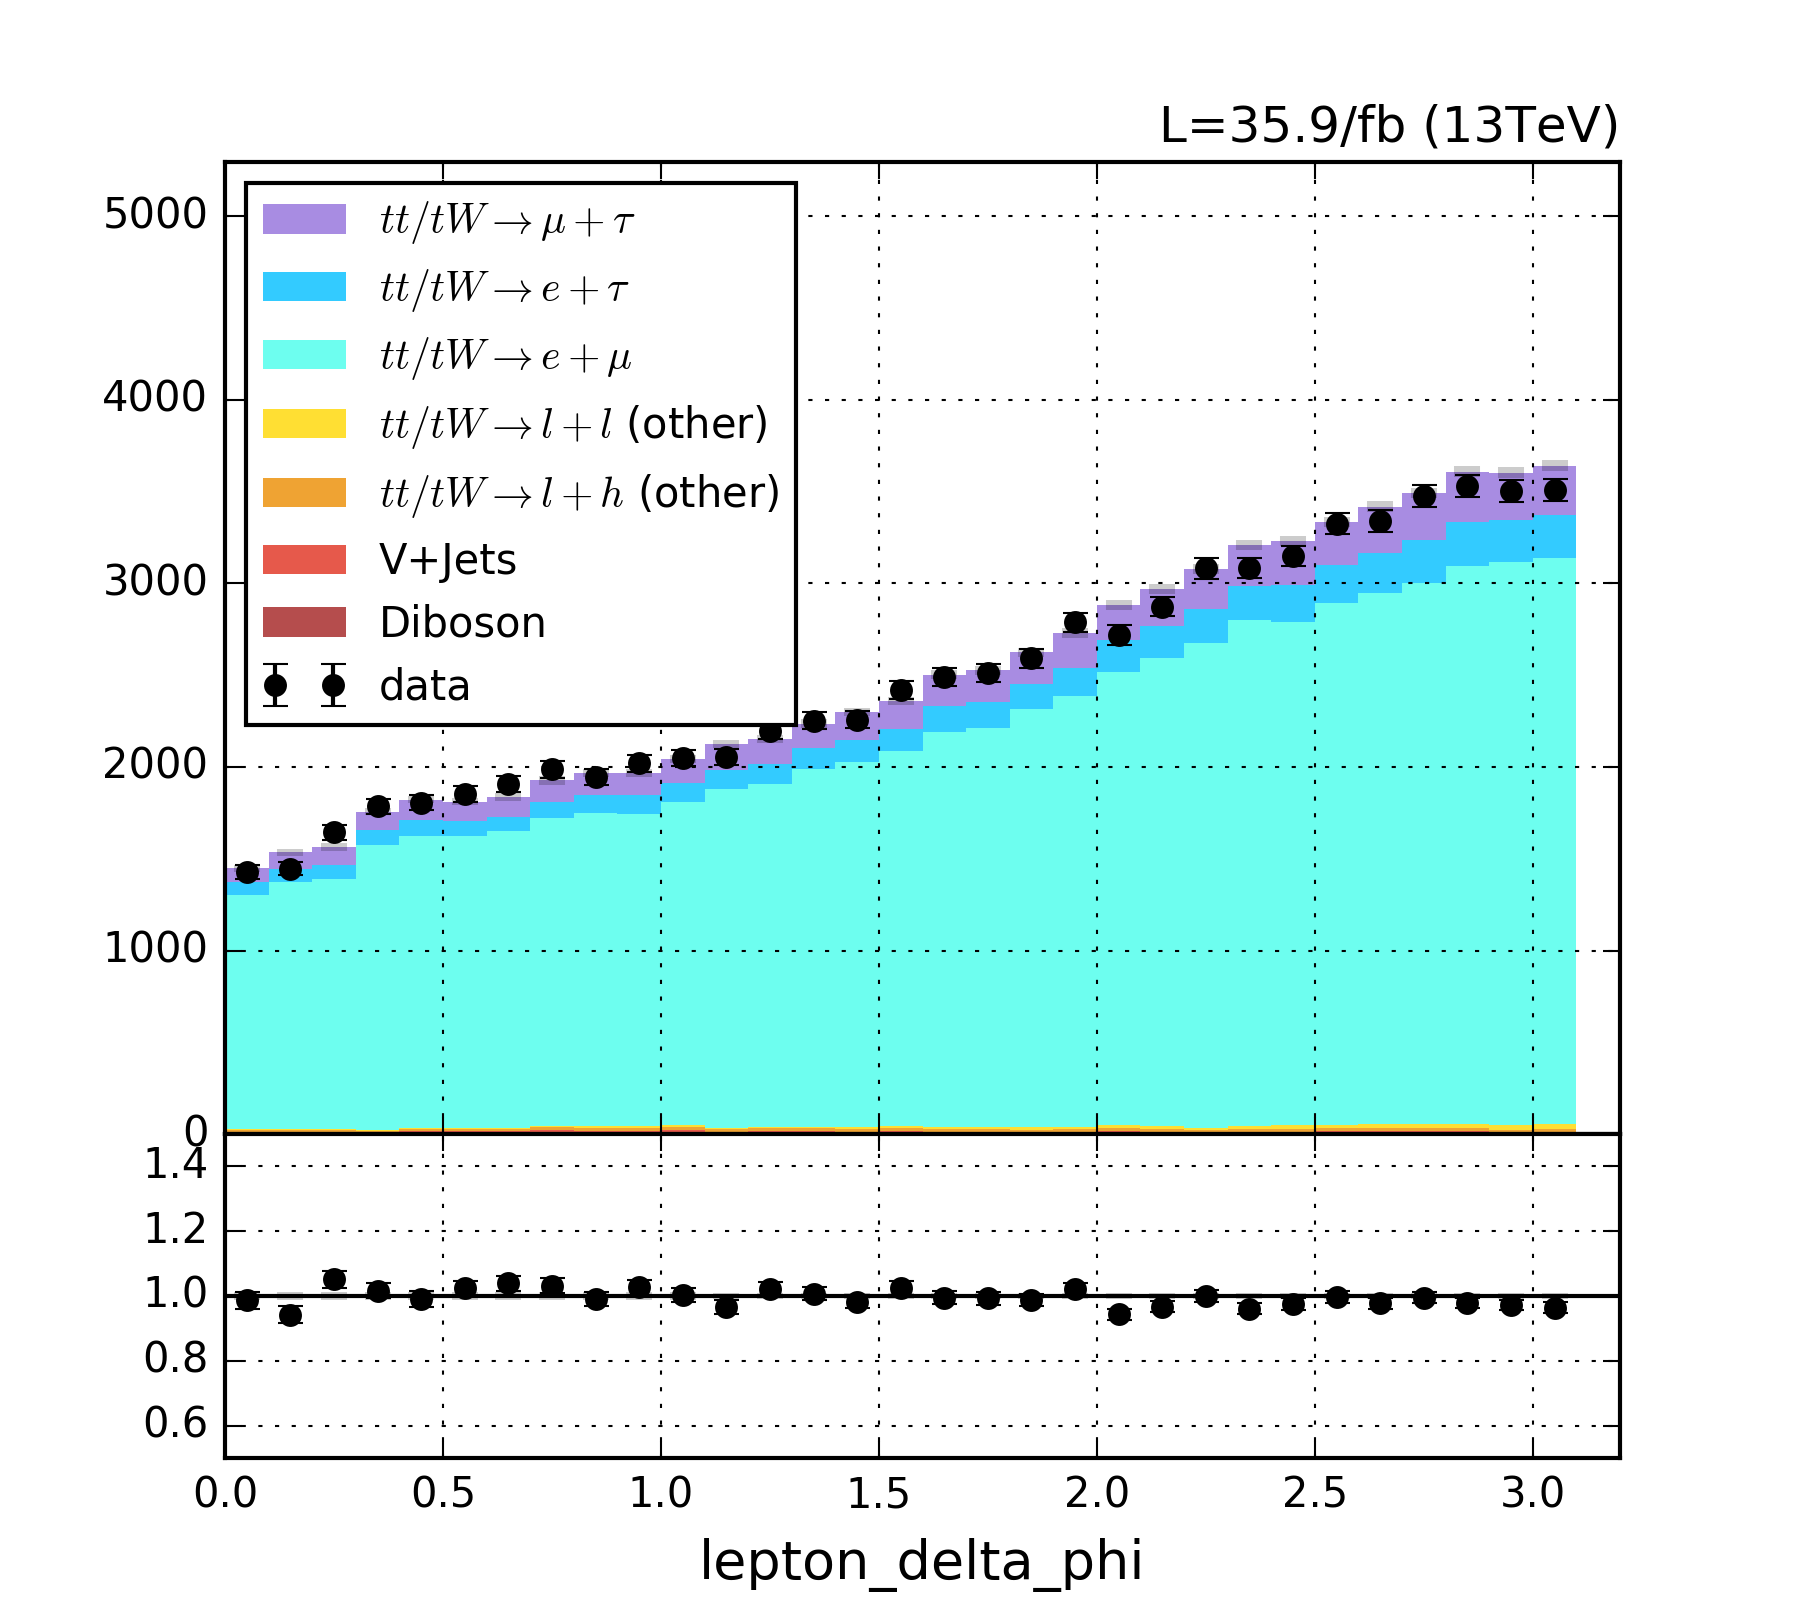 L=35.9/fb (13TeV)
5000
4000
3000
2000
1000
0
tt/tW → μ + τ
tt/tW → e + τ
tt/tW → e + μ
tt/tW → l + l (other)
tt/tW → l + h (other)
V+Jets
Diboson
data
1.4
1.2
1.0
0.8
0.6
0.0 0.5 1.0 1.5 2.0 2.5 3.0
lepton_delta_phi